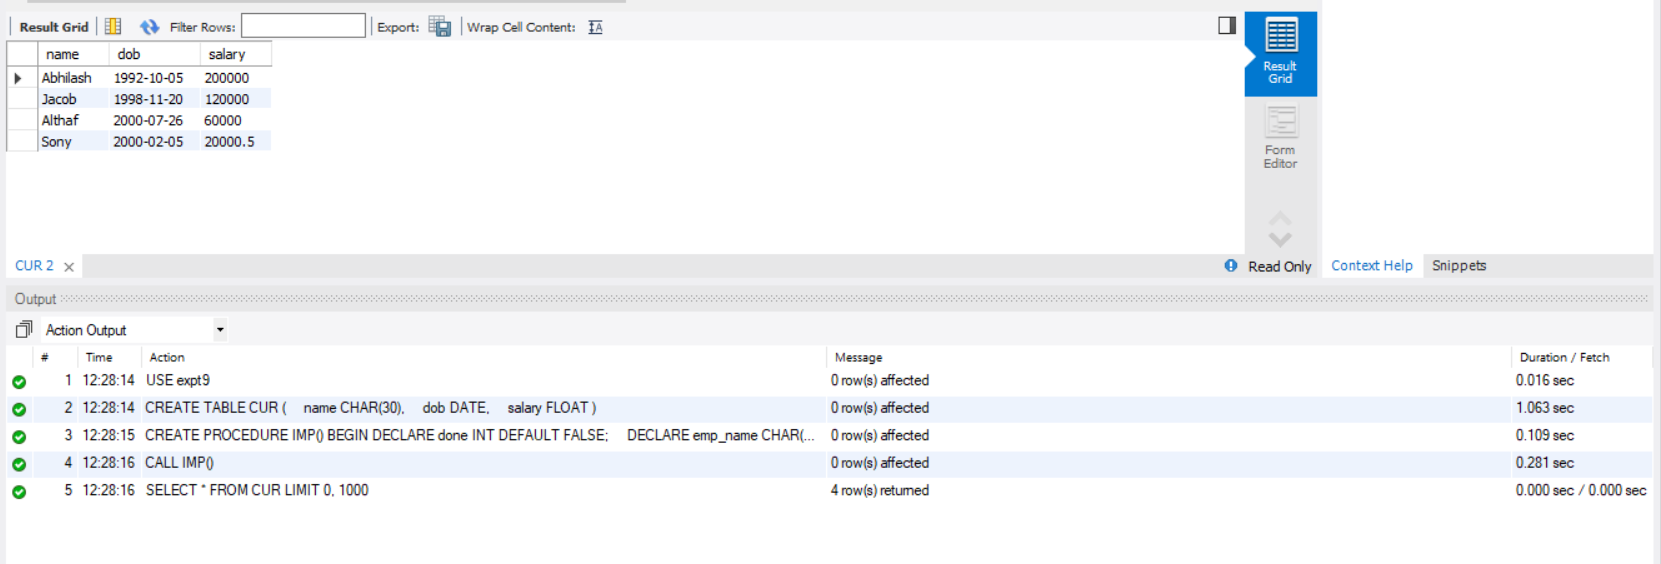 Result Grid Filter Rows: Export: Wrap Cell Content: IA
name dob salary
Abhilash 1992-10-05 200000
Jacob 1998-11-20 120000
Althaf 2000-07-26 60000
Sony 2000-02-05 20000.5
Result
Grid
Form
Editor
CUR 2 Read Only Context Help Snippets
Output
Action Output
# Time Action Message Duration / Fetch
1 12:28:14 USE expt9 0 row(s) affected 0.016 sec
2 12:28:14 CREATE TABLE CUR ( name CHAR(30), dob DATE, salary FLOAT ) 0 row(s) affected 1.063 sec
3 12:28:15 CREATE PROCEDURE IMP() BEGIN DECLARE done INT DEFAULT FALSE; DECLARE emp_name CHAR(... 0 row(s) affected 0.109 sec
4 12:28:16 CALL IMP() 0 row(s) affected 0.281 sec
5 12:28:16 SELECT * FROM CUR LIMIT 0, 1000 4 row(s) returned 0.000 sec / 0.000 sec